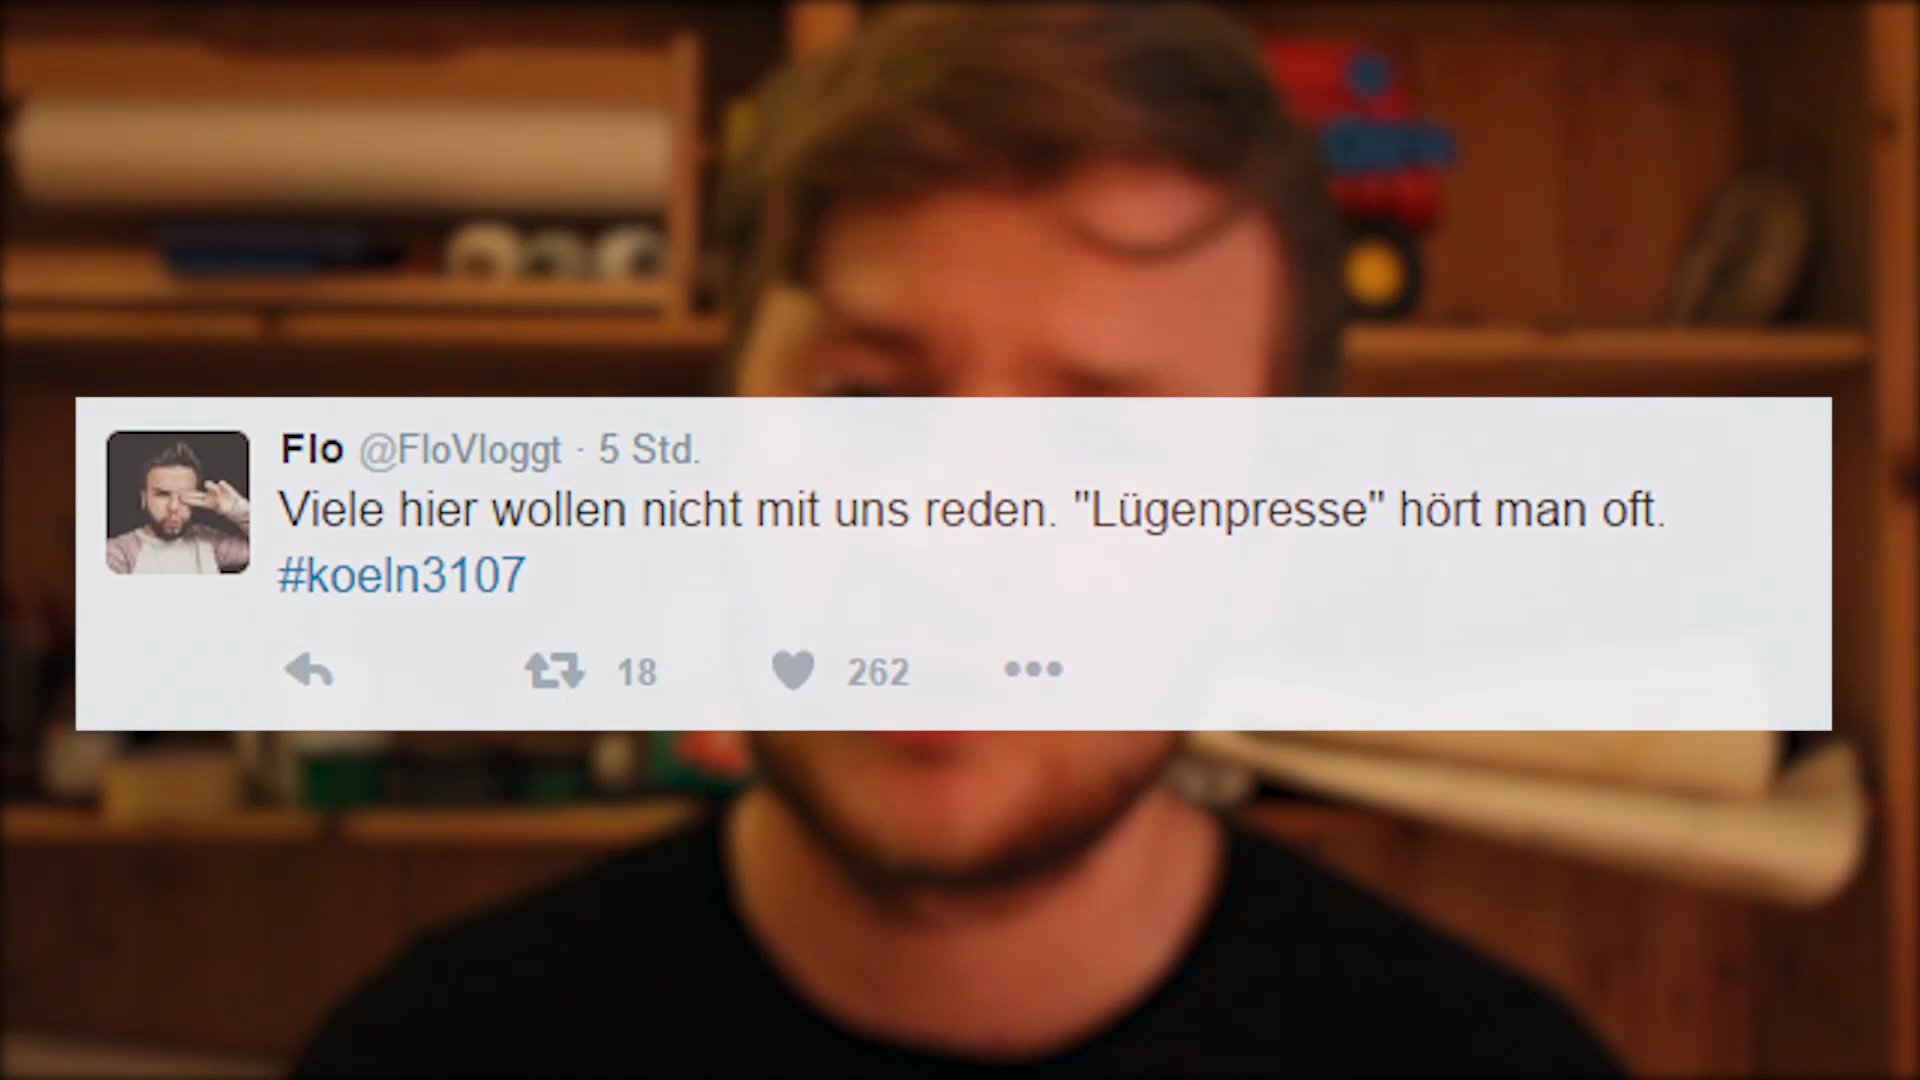 Flo @FloVloggt · 5 Std.
Viele hier wollen nicht mit uns reden. "Lügenpresse" hört man oft.
#koeln3107
18 262